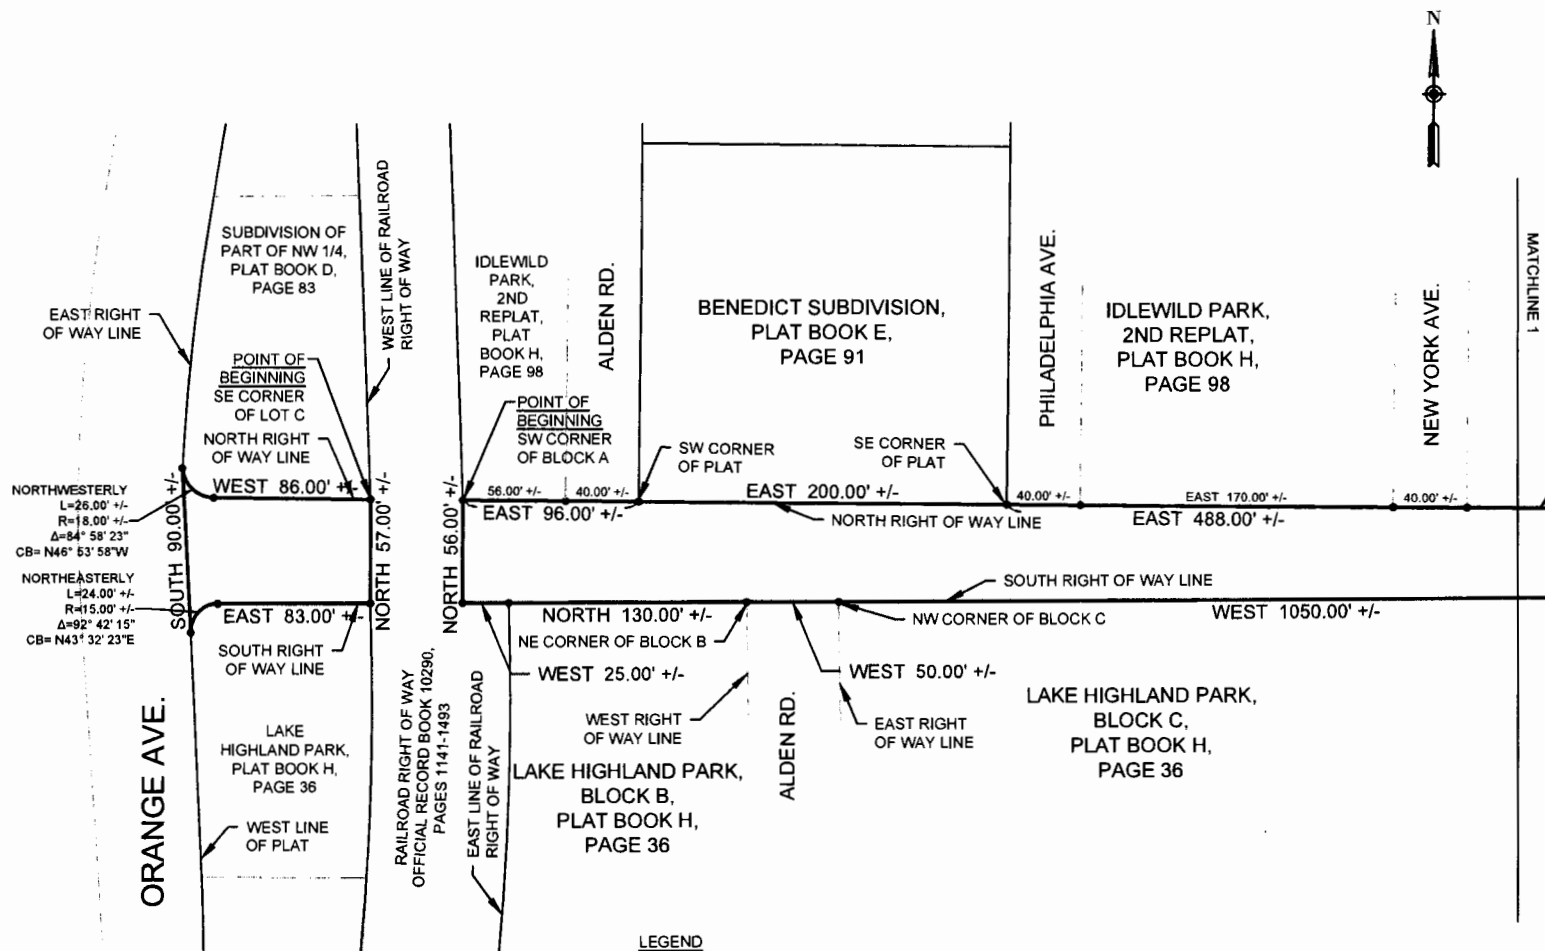 N
SUBDIVISION OF
PART OF NW 1/4,
PLAT BOOK D,
PAGE 83
WEST LINE OF RAILROAD
RIGHT OF WAY
EAST RIGHT
OF WAY LINE
POINT OF
BEGINNING
SE CORNER
OF LOT C
NORTH RIGHT
OF WAY LINE
IDLEWILD
PARK,
2ND
REPLAT,
PLAT
BOOK H,
PAGE 98
ALDEN RD.
BENEDICT SUBDIVISION,
PLAT BOOK E,
PAGE 91
PHILADELPHIA AVE.
IDLEWILD PARK,
2ND REPLAT,
PLAT BOOK H,
PAGE 98
NEW YORK AVE.
MATCHLINE 1
POINT OF
BEGINNING
SW CORNER
OF BLOCK A
SW CORNER
OF PLAT
SE CORNER
OF PLAT
NORTHWESTERLY
L=26.00' +/-
R=18.00' +/-
Δ=84° 58' 23"
CB= N46° 53' 58"W
NORTHEASTERLY
L=24.00' +/-
R=15.00' +/-
Δ=92° 42' 15"
CB= N43° 32' 23"E
SOUTH 90.00' +/-
WEST 86.00' +/-
NORTH 57.00' +/-
NORTH 56.00' +/-
56.00' +/-
40.00' +/-
EAST 96.00' +/-
EAST 200.00' +/-
NORTH RIGHT OF WAY LINE
40.00' +/-
EAST 170.00' +/-
40.00' +/-
EAST 488.00' +/-
EAST 83.00' +/-
SOUTH RIGHT
OF WAY LINE
NORTH 130.00' +/-
NE CORNER OF BLOCK B
WEST 25.00' +/-
SOUTH RIGHT OF WAY LINE
NW CORNER OF BLOCK C
WEST 1050.00' +/-
WEST 50.00' +/-
WEST RIGHT
OF WAY LINE
ALDEN RD.
EAST RIGHT
OF WAY LINE
LAKE HIGHLAND PARK,
BLOCK C,
PLAT BOOK H,
PAGE 36
ORANGE AVE.
LAKE
HIGHLAND PARK,
PLAT BOOK H,
PAGE 36
WEST LINE
OF PLAT
RAILROAD RIGHT OF WAY
OFFICIAL RECORD BOOK 10290,
PAGES 1141-1493
EAST LINE OF RAILROAD
RIGHT OF WAY
LAKE HIGHLAND PARK,
BLOCK B,
PLAT BOOK H,
PAGE 36
LEGEND